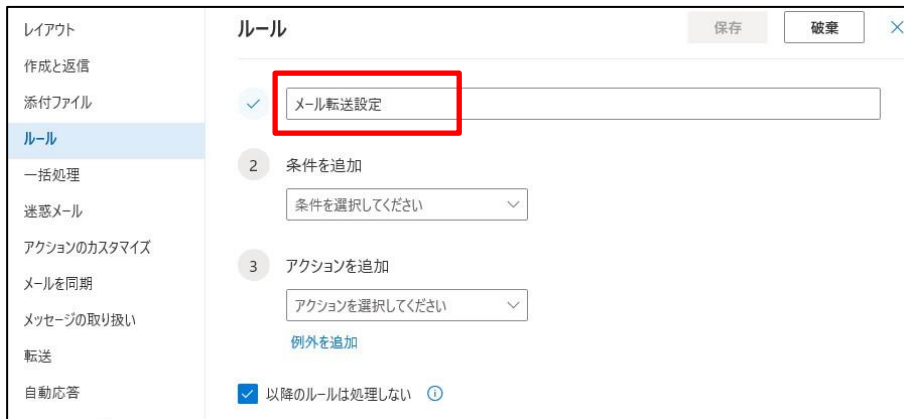 レイアウト
作成と返信
添付ファイル
ルール
一括処理
迷惑メール
アクションのカスタマイズ
メールを同期
メッセージの取り扱い
転送
自動応答
ルール
保存
破棄
メール転送設定
2 条件を追加
条件を選択してください
3 アクションを追加
アクションを選択してください
例外を追加
以降のルールは処理しない